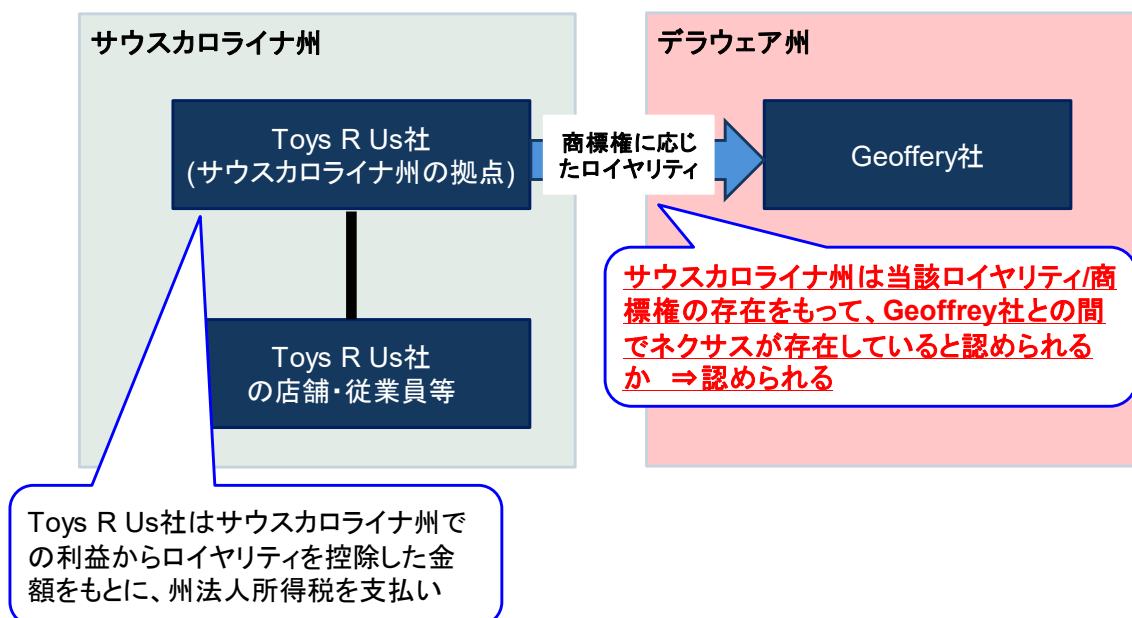 サウスカロライナ州
デラウェア州
Toys R Us社
(サウスカロライナ州の拠点)
商標権に応じ
たロイヤリティ
Geoffery社
サウスカロライナ州は当該ロイヤリティ/商
標権の存在をもって、Geoffrey社との間
でネクサスが存在していると認められる
か ⇒認められる
Toys R Us社
の店舗・従業員等
Toys R Us社はサウスカロライナ州で
の利益からロイヤリティを控除した金
額をもとに、州法人所得税を支払い